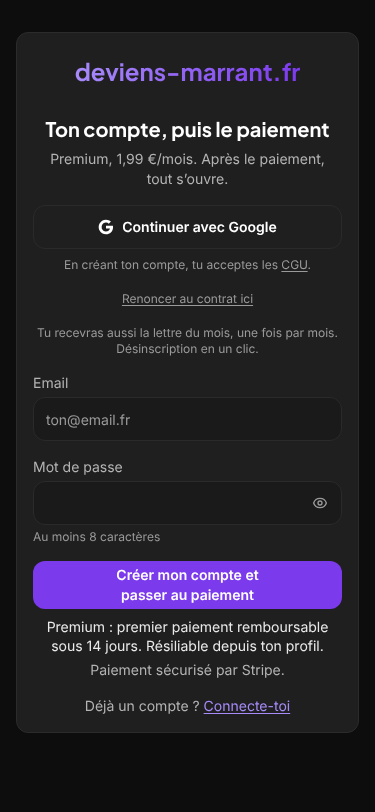 deviens-marrant.fr
Ton compte, puis le paiement
Premium, 1,99 €/mois. Après le paiement,
tout s’ouvre.
Continuer avec Google
En créant ton compte, tu acceptes les CGU.
Renoncer au contrat ici
Tu recevras aussi la lettre du mois, une fois par mois.
Désinscription en un clic.
Email
ton@email.fr
Mot de passe
Au moins 8 caractères
Créer mon compte et
passer au paiement
Premium : premier paiement remboursable
sous 14 jours. Résiliable depuis ton profil.
Paiement sécurisé par Stripe.
Déjà un compte ? Connecte-toi